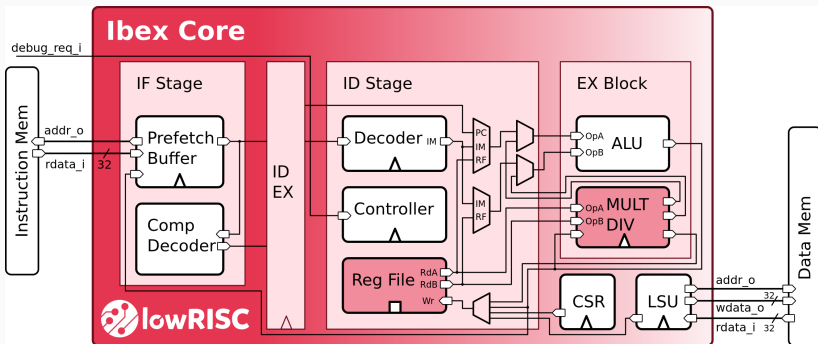 Ibex Core
debug_req_i
IF Stage
ID Stage
EX Block
Instruction Mem
addr_o
rdata_i
32
Prefetch
Buffer
Comp
Decoder
ID
EX
Decoder
IM
Controller
Reg File
RdA
RdB
Wr
PC
IM
RF
IM
RF
OpA
OpB
ALU
OpA
OpB
MULT
DIV
CSR
LSU
addr_o
32
wdata_o
rdata_i
32
Data Mem
lowRISC